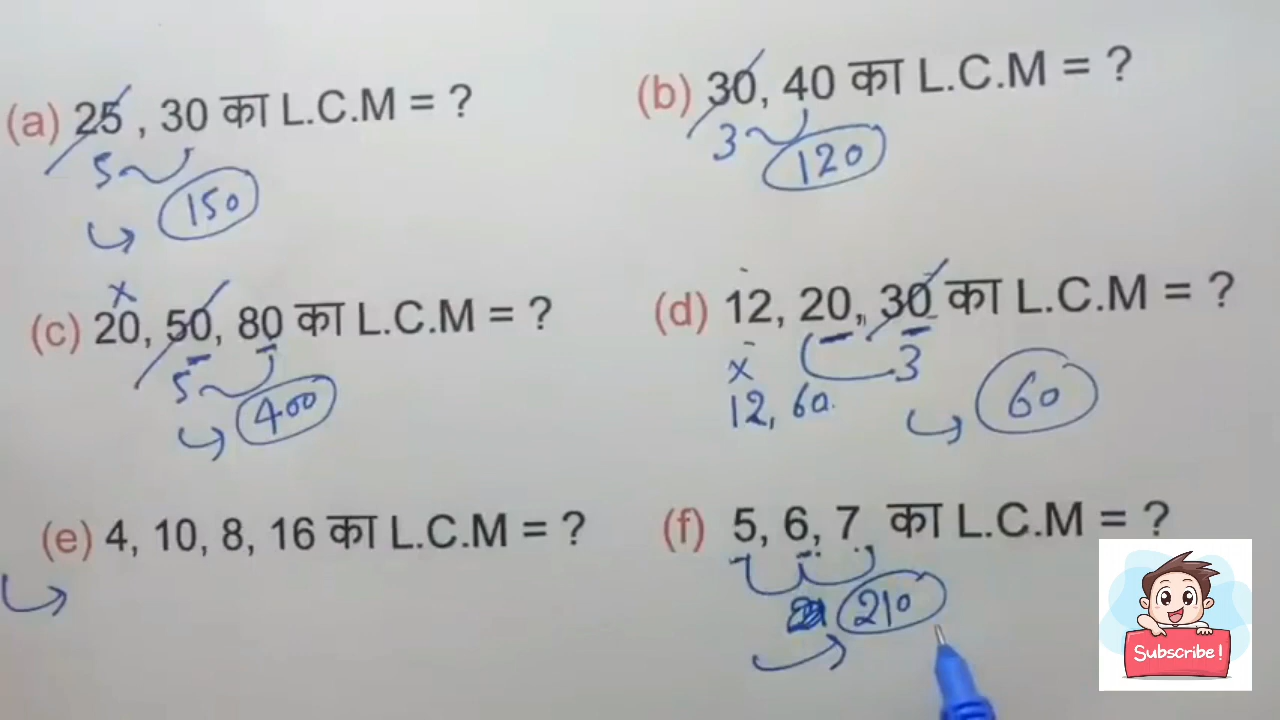 (a) 25, 30 का L.C.M = ?
5
150
(b) 30, 40 का L.C.M = ?
3
120
(c) 20, 50, 80 का L.C.M = ?
x
5
400
(d) 12, 20, 30 का L.C.M = ?
x
3
12, 60
60
(e) 4, 10, 8, 16 का L.C.M = ?
(f) 5, 6, 7 का L.C.M = ?
210
Subscribe!